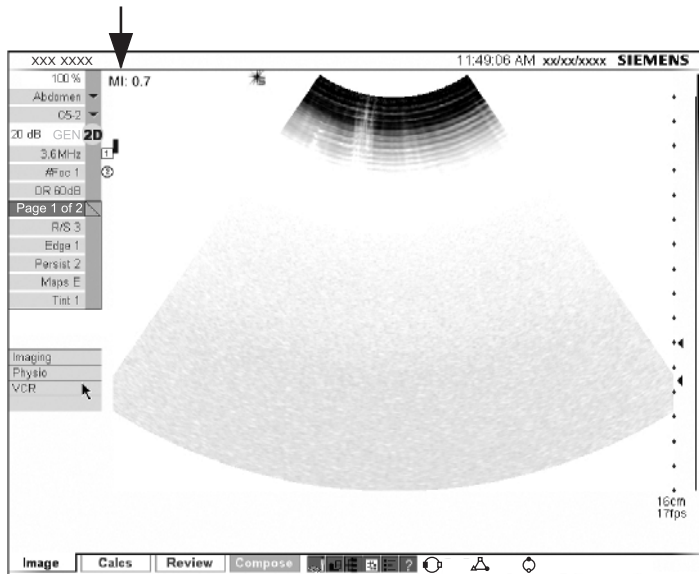 XXX XXXX 11:49:06 AM xx/xx/xxxx SIEMENS
100 % MI: 0.7
Abdomen
C5-2
20 dB GEN 2D
3.6MHz 1
#Foc 1 2
DR 60dB
Page 1 of 2
R/S 3
Edge 1
Persist 2
Maps E
Tint 1
Imaging
Physio
VCR
16cm
17fps
Image Calcs Review Compose ?